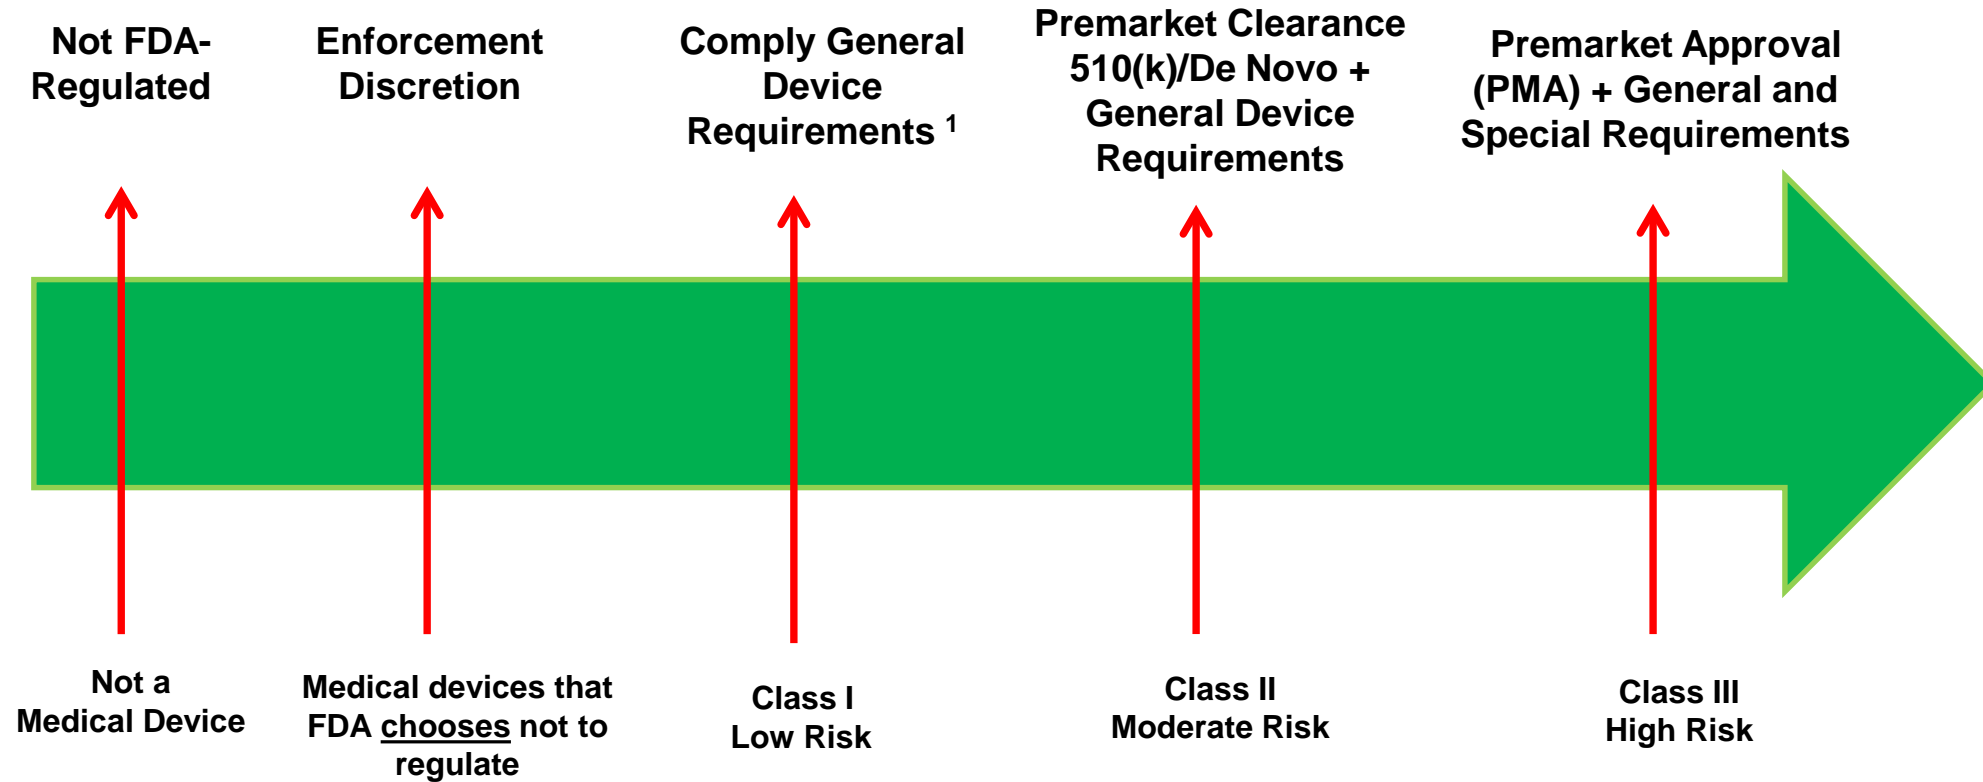 Not FDA-
Regulated
Enforcement
Discretion
Comply General
Device
Requirements 1
Premarket Clearance
510(k)/De Novo +
General Device
Requirements
Premarket Approval
(PMA) + General and
Special Requirements
Not a
Medical Device
Medical devices that
FDA chooses not to
regulate
Class I
Low Risk
Class II
Moderate Risk
Class III
High Risk